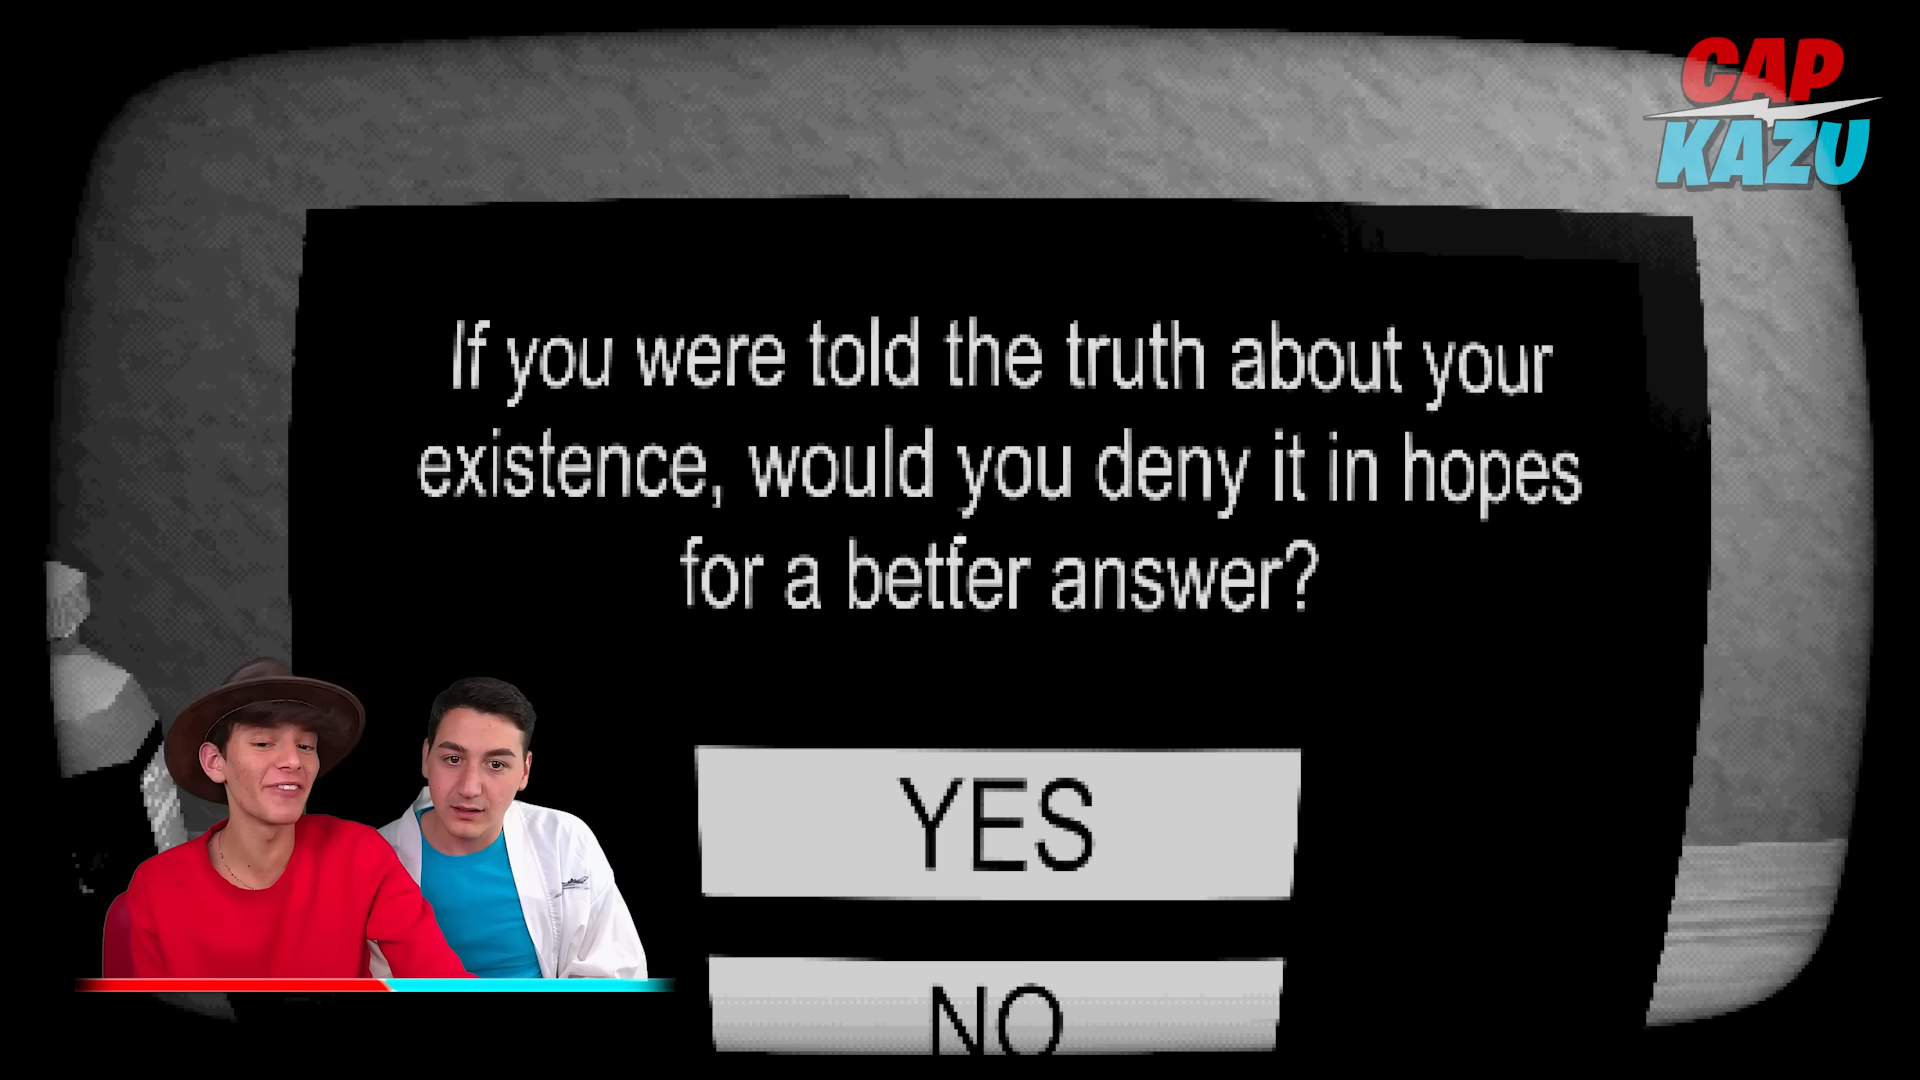 CAP
KAZU
If you were told the truth about your
existence, would you deny it in hopes
for a better answer?
YES
NO